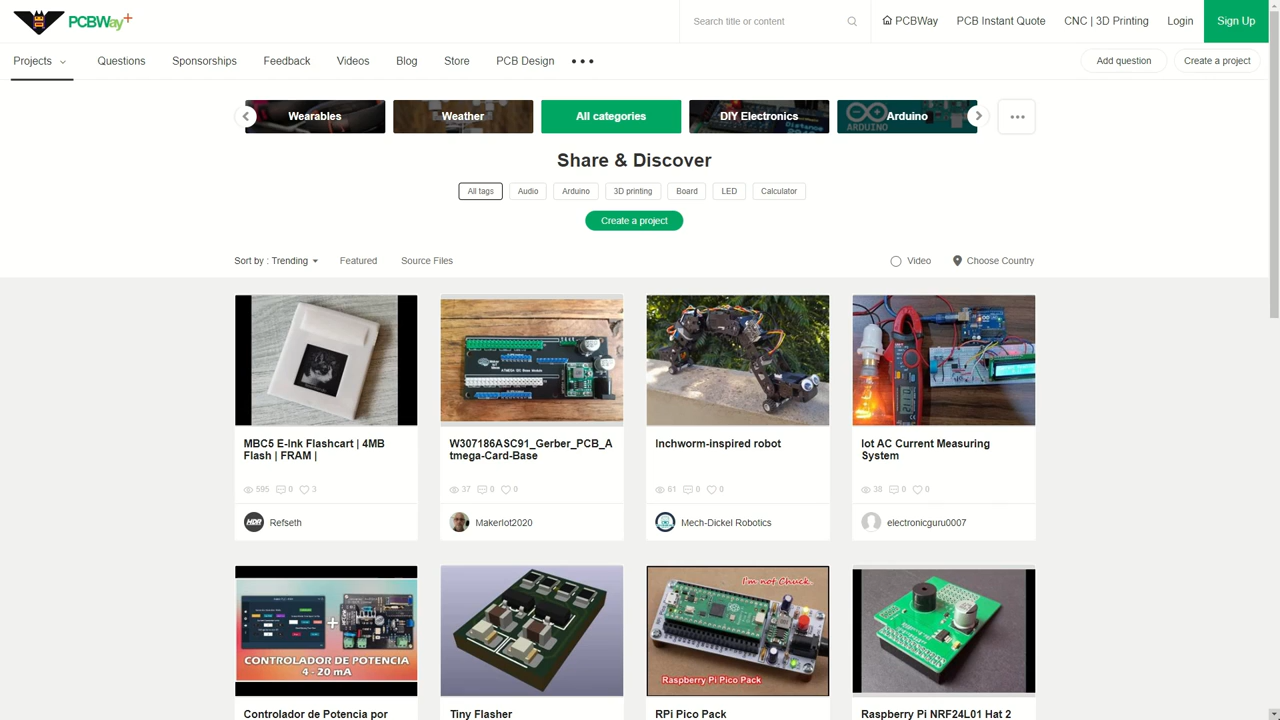 PCBWay+
Search title or content
PCBWay
PCB Instant Quote
CNC | 3D Printing
Login
Sign Up
Projects
Questions
Sponsorships
Feedback
Videos
Blog
Store
PCB Design
Add question
Create a project
Wearables
Weather
All categories
DIY Electronics
Arduino
ARDUINO
Share & Discover
All tags
Audio
Arduino
3D printing
Board
LED
Calculator
Create a project
Sort by : Trending
Featured
Source Files
Video
Choose Country
MBC5 E-Ink Flashcart | 4MB
Flash | FRAM |
595
0
3
Refseth
W307186ASC91_Gerber_PCB_A
tmega-Card-Base
37
0
0
MakerIot2020
Inchworm-inspired robot
61
0
0
Mech-Dickel Robotics
Iot AC Current Measuring
System
38
0
0
electronicguru0007
CONTROLADOR DE POTENCIA
4 - 20 mA
Controlador de Potencia por
Tiny Flasher
I'm not Chuck..
Raspberry Pi Pico Pack
RPi Pico Pack
Raspberry Pi NRF24L01 Hat 2